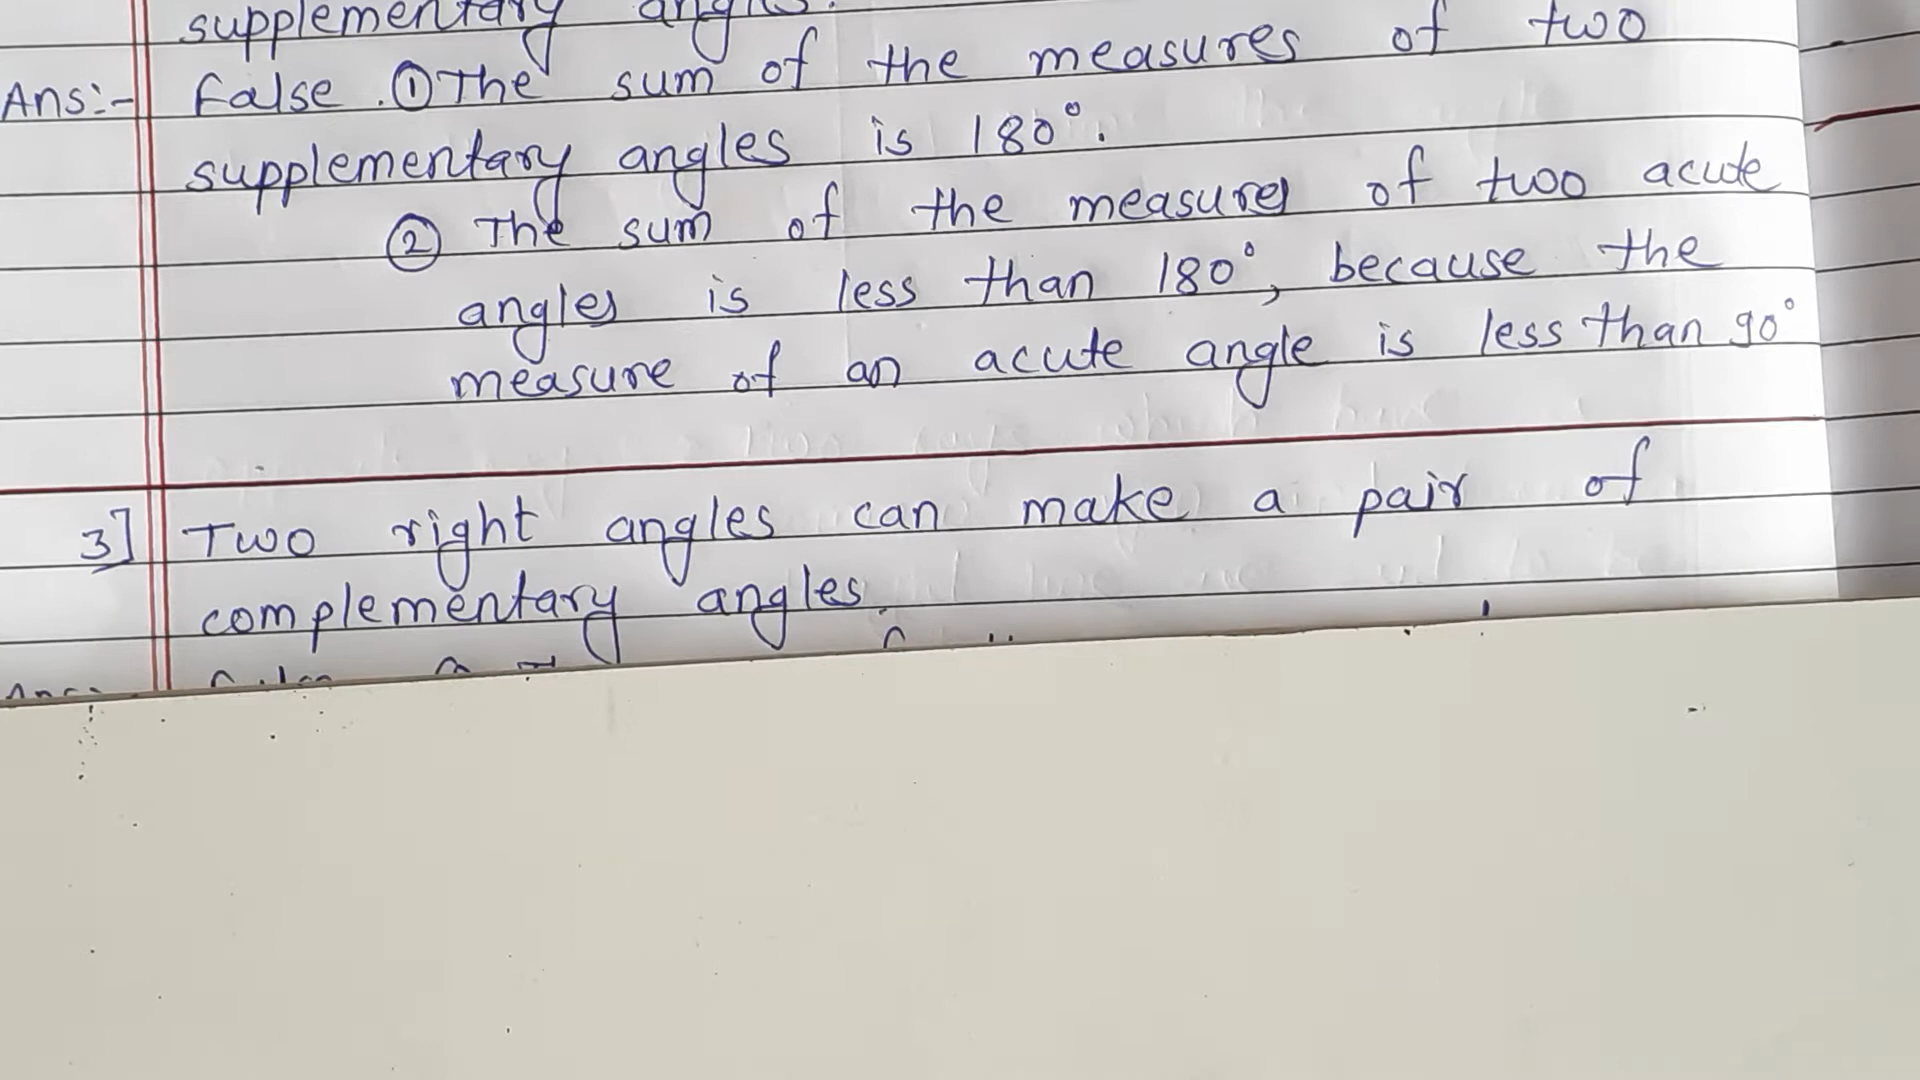 supplementary angles.
Ans:- False. ① The sum of the measures of two
supplementary angles is 180°.
② The sum of the measures of two acute
angles is less than 180°, because the
measure of an acute angle is less than 90°
3] Two right angles can make a pair of
complementary angles.